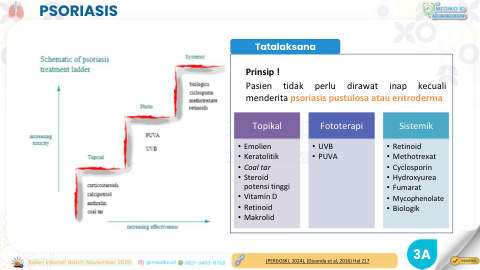 PSORIASIS
Schematic of psoriasis
treatment ladder
Systemic
biologics
ciclosporin
methotrexate
retinoids
Photo
PUVA
UVB
increasing
toxicity
Topical
corticosteroids
calcipotriol
anthralin
coal tar
increasing effectiveness
Tatalaksana
Prinsip !
Pasien tidak perlu dirawat inap kecuali
menderita psoriasis pustulosa atau eritroderma
Topikal
• Emolien
• Keratolitik
• Coal tar
• Steroid
potensi tinggi
• Vitamin D
• Retinoid
• Makrolid
Fototerapi
• UVB
• PUVA
Sistemik
• Retinoid
• Methotrexat
• Cyclosporin
• Hydroxyurea
• Fumarat
• Mycophenolate
• Biologik
(PERDOSKI, 2024), (Djuanda et al, 2016) Hal 217
3A